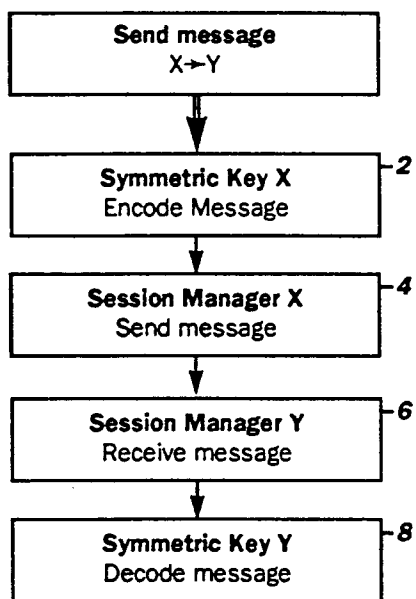 Send message
X→Y
Symmetric Key X
Encode Message
2
Session Manager X
Send message
4
Session Manager Y
Receive message
6
Symmetric Key Y
Decode message
8